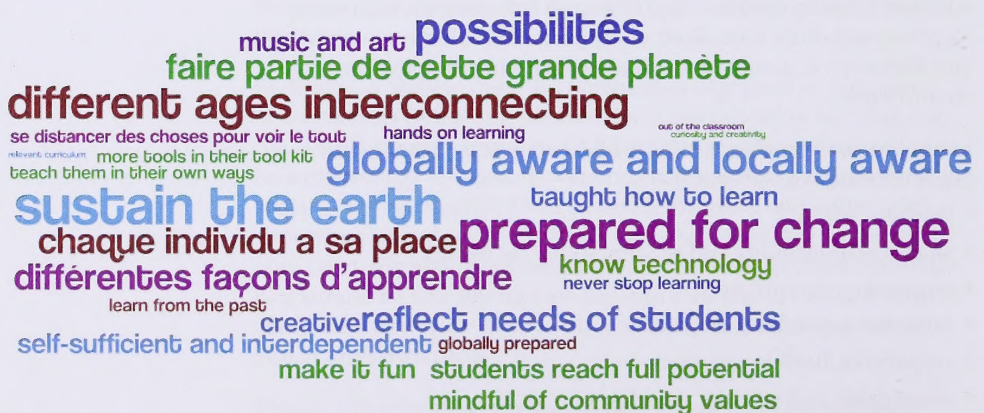 music and art possibilités
faire partie de cette grande planète
different ages interconnecting
se distancer des choses pour voir le tout
hands on learning
out of the classroom
curiosity and creativity
relevant curriculum
more tools in their tool kit
globally aware and locally aware
teach them in their own ways
sustain the earth
taught how to learn
chaque individu a sa place
prepared for change
différentes façons d'apprendre
know technology
never stop learning
learn from the past
creative
reflect needs of students
self-sufficient and interdependent
globally prepared
make it fun
students reach full potential
mindful of community values